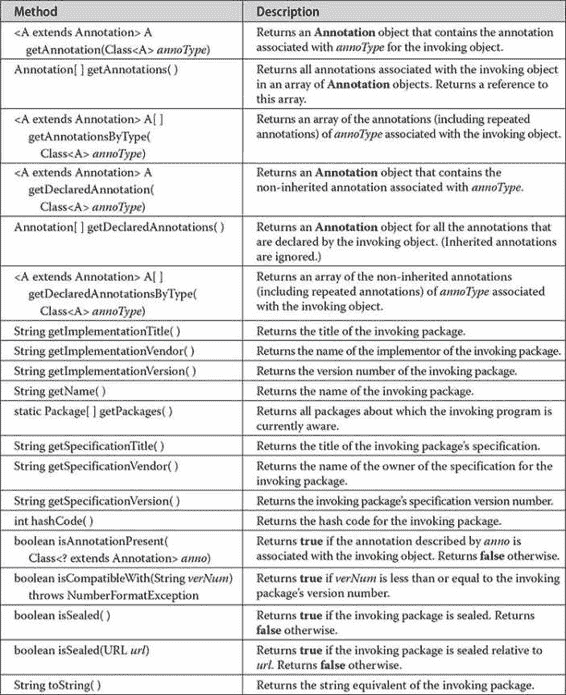 Method Description
<A extends Annotation> A
getAnnotation(Class<A> annoType)
Returns an Annotation object that contains the annotation
associated with annoType for the invoking object.
Annotation[ ] getAnnotations( )
Returns all annotations associated with the invoking object
in an array of Annotation objects. Returns a reference to
this array.
<A extends Annotation> A[ ]
getAnnotationsByType(
Class<A> annoType)
Returns an array of the annotations (including repeated
annotations) of annoType associated with the invoking object.
<A extends Annotation> A
getDeclaredAnnotation(
Class<A> annoType)
Returns an Annotation object that contains the
non-inherited annotation associated with annoType.
Annotation[ ] getDeclaredAnnotations( )
Returns an Annotation object for all the annotations that
are declared by the invoking object. (Inherited annotations
are ignored.)
<A extends Annotation> A[ ]
getDeclaredAnnotationsByType(
Class<A> annoType)
Returns an array of the non-inherited annotations
(including repeated annotations) of annoType associated
with the invoking object.
String getImplementationTitle( )
Returns the title of the invoking package.
String getImplementationVendor( )
Returns the name of the implementor of the invoking package.
String getImplementationVersion( )
Returns the version number of the invoking package.
String getName( )
Returns the name of the invoking package.
static Package[ ] getPackages( )
Returns all packages about which the invoking program is
currently aware.
String getSpecificationTitle( )
Returns the title of the invoking package's specification.
String getSpecificationVendor( )
Returns the name of the owner of the specification for the
invoking package.
String getSpecificationVersion( )
Returns the invoking package's specification version number.
int hashCode( )
Returns the hash code for the invoking package.
boolean isAnnotationPresent(
Class<? extends Annotation> anno)
Returns true if the annotation described by anno is
associated with the invoking object. Returns false otherwise.
boolean isCompatibleWith(String verNum)
throws NumberFormatException
Returns true if verNum is less than or equal to the invoking
package's version number.
boolean isSealed( )
Returns true if the invoking package is sealed. Returns
false otherwise.
boolean isSealed(URL url)
Returns true if the invoking package is sealed relative to
url. Returns false otherwise.
String toString( )
Returns the string equivalent of the invoking package.